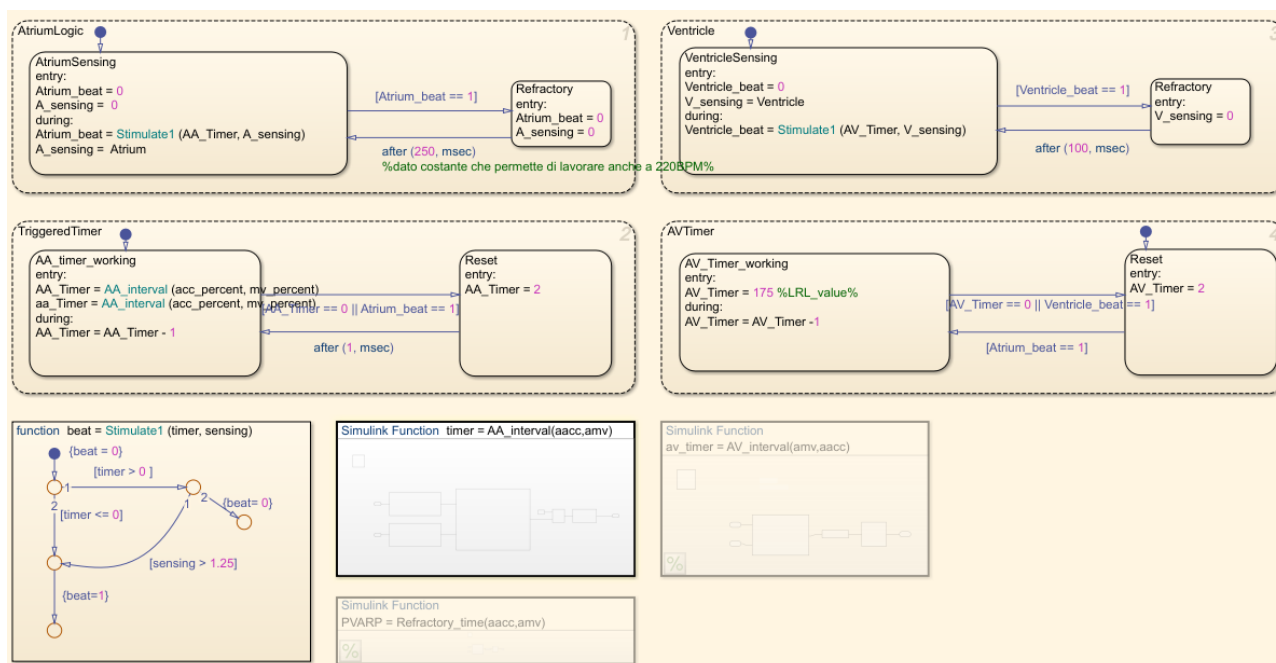 AtriumLogic
1
AtriumSensing
entry:
Atrium_beat = 0
A_sensing = 0
during:
Atrium_beat = Stimulate1 (AA_Timer, A_sensing)
A_sensing = Atrium
[Atrium_beat == 1]
Refractory
entry:
Atrium_beat = 0
A_sensing = 0
after (250, msec)
%dato costante che permette di lavorare anche a 220BPM%
Ventricle
3
VentricleSensing
entry:
Ventricle_beat = 0
V_sensing = Ventricle
during:
Ventricle_beat = Stimulate1 (AV_Timer, V_sensing)
[Ventricle_beat == 1]
Refractory
entry:
V_sensing = 0
after (100, msec)
TriggeredTimer
2
AA_timer_working
entry:
AA_Timer = AA_interval (acc_percent, mv_percent)
aa_Timer = AA_interval (acc_percent, mv_percent)
during:
AA_Timer = AA_Timer - 1
[AA_Timer == 0 || Atrium_beat == 1]
after (1, msec)
Reset
entry:
AA_Timer = 2
AVTimer
4
AV_Timer_working
entry:
AV_Timer = 175 %LRL_value%
during:
AV_Timer = AV_Timer -1
[AV_Timer == 0 || Ventricle_beat == 1]
[Atrium_beat == 1]
Reset
entry:
AV_Timer = 2
function beat = Stimulate1 (timer, sensing)
{beat = 0}
[timer > 0 ]
1
2
[timer <= 0]
1
2
{beat= 0}
[sensing > 1.25]
{beat=1}
Simulink Function timer = AA_interval(aacc,amv)
Simulink Function
av_timer = AV_interval(amv,aacc)
%
Simulink Function
PVARP = Refractory_time(aacc,amv)
%